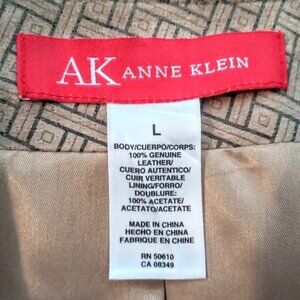 AK ANNE KLEIN
L
BODY/CUERPO/CORPS:
100% GENUINE
LEATHER/
CUERO AUTENTICO/
CUIR VERITABLE
LINING/FORRO/
DOUBLURE:
100% ACETATE/
ACETATO/ACETATE
MADE IN CHINA
HECHO EN CHINA
FABRIQUE EN CHINE
RN 50610
CA 08349